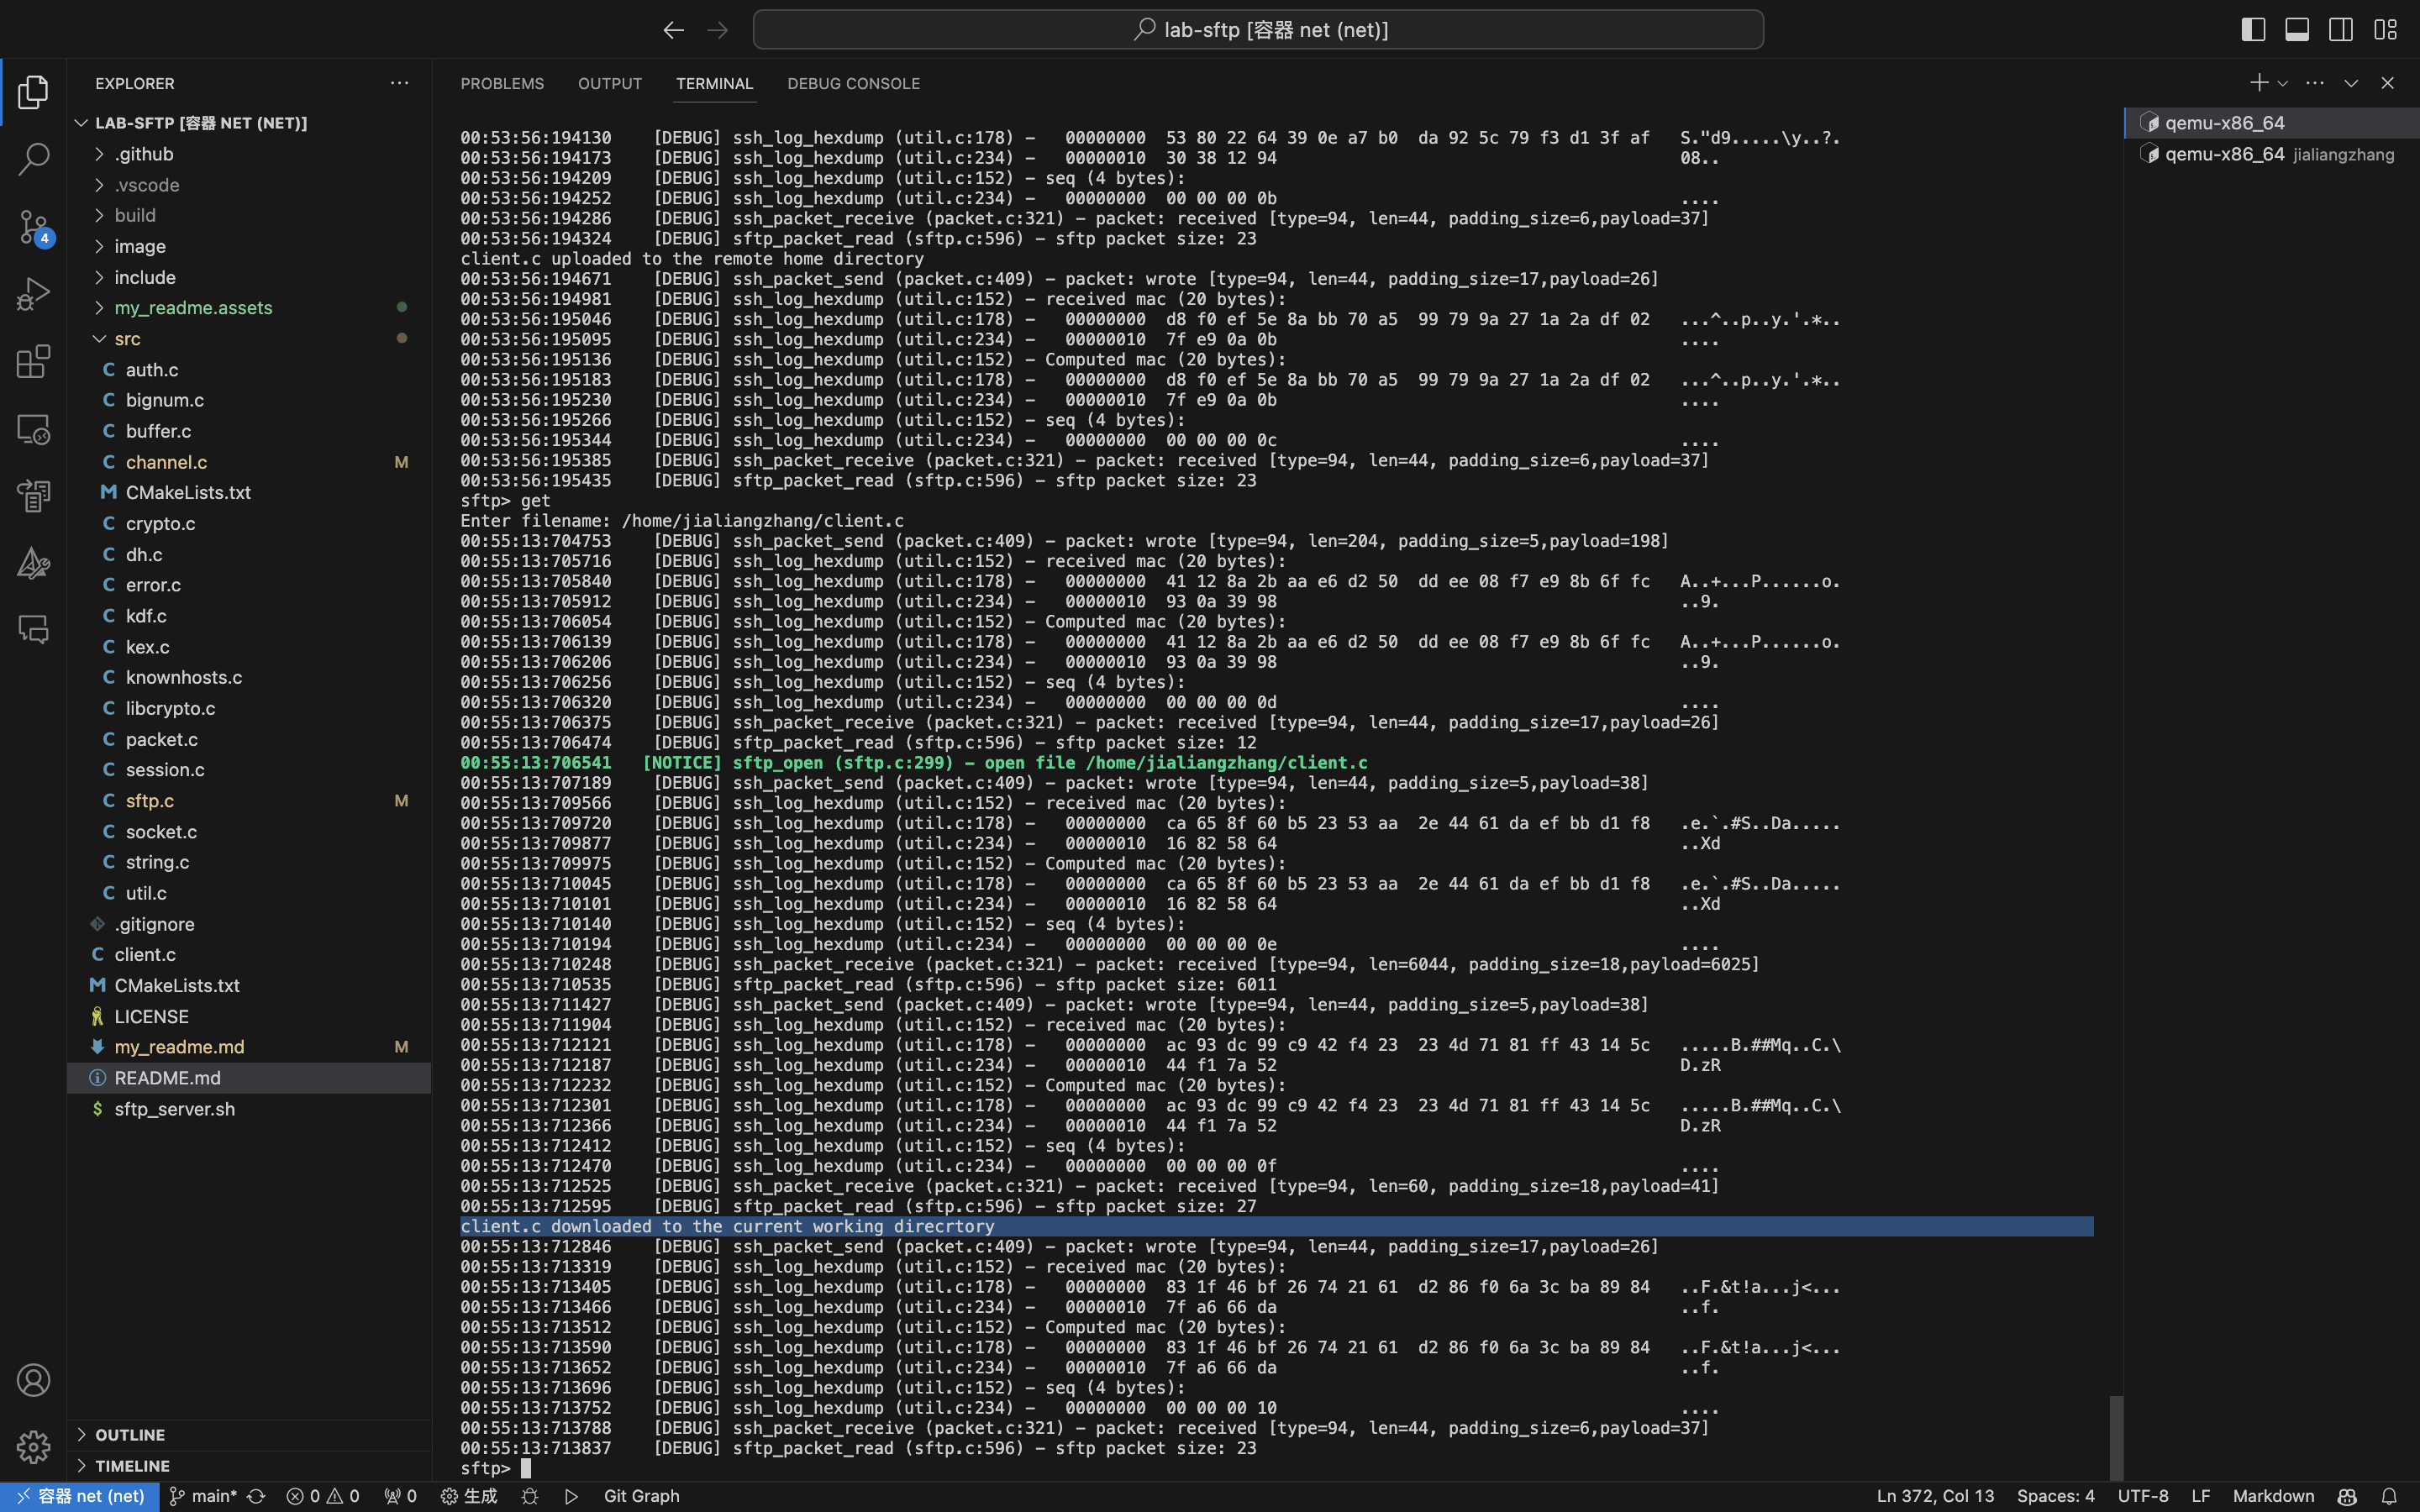 lab-sftp [容器 net (net)]
EXPLORER
LAB-SFTP [容器 NET (NET)]
.github
.vscode
build
image
include
my_readme.assets
src
C auth.c
C bignum.c
C buffer.c
C channel.c M
M CMakeLists.txt
C crypto.c
C dh.c
C error.c
C kdf.c
C kex.c
C knownhosts.c
C libcrypto.c
C packet.c
C session.c
C sftp.c M
C socket.c
C string.c
C util.c
.gitignore
C client.c
M CMakeLists.txt
LICENSE
my_readme.md M
README.md
$ sftp_server.sh
OUTLINE
TIMELINE
4
PROBLEMS OUTPUT TERMINAL DEBUG CONSOLE
00:53:56:194130 [DEBUG] ssh_log_hexdump (util.c:178) – 00000000 53 80 22 64 39 0e a7 b0 da 92 5c 79 f3 d1 3f af S."d9.....\y..?.
00:53:56:194173 [DEBUG] ssh_log_hexdump (util.c:234) – 00000010 30 38 12 94 08..
00:53:56:194209 [DEBUG] ssh_log_hexdump (util.c:152) – seq (4 bytes):
00:53:56:194252 [DEBUG] ssh_log_hexdump (util.c:234) – 00000000 00 00 00 0b ....
00:53:56:194286 [DEBUG] ssh_packet_receive (packet.c:321) – packet: received [type=94, len=44, padding_size=6,payload=37]
00:53:56:194324 [DEBUG] sftp_packet_read (sftp.c:596) – sftp packet size: 23
client.c uploaded to the remote home directory
00:53:56:194671 [DEBUG] ssh_packet_send (packet.c:409) – packet: wrote [type=94, len=44, padding_size=17,payload=26]
00:53:56:194981 [DEBUG] ssh_log_hexdump (util.c:152) – received mac (20 bytes):
00:53:56:195046 [DEBUG] ssh_log_hexdump (util.c:178) – 00000000 d8 f0 ef 5e 8a bb 70 a5 99 79 9a 27 1a 2a df 02 ...^..p..y.'.*..
00:53:56:195095 [DEBUG] ssh_log_hexdump (util.c:234) – 00000010 7f e9 0a 0b ....
00:53:56:195136 [DEBUG] ssh_log_hexdump (util.c:152) – Computed mac (20 bytes):
00:53:56:195183 [DEBUG] ssh_log_hexdump (util.c:178) – 00000000 d8 f0 ef 5e 8a bb 70 a5 99 79 9a 27 1a 2a df 02 ...^..p..y.'.*..
00:53:56:195230 [DEBUG] ssh_log_hexdump (util.c:234) – 00000010 7f e9 0a 0b ....
00:53:56:195266 [DEBUG] ssh_log_hexdump (util.c:152) – seq (4 bytes):
00:53:56:195344 [DEBUG] ssh_log_hexdump (util.c:234) – 00000000 00 00 00 0c ....
00:53:56:195385 [DEBUG] ssh_packet_receive (packet.c:321) – packet: received [type=94, len=44, padding_size=6,payload=37]
00:53:56:195435 [DEBUG] sftp_packet_read (sftp.c:596) – sftp packet size: 23
sftp> get
Enter filename: /home/jialiangzhang/client.c
00:55:13:704753 [DEBUG] ssh_packet_send (packet.c:409) – packet: wrote [type=94, len=204, padding_size=5,payload=198]
00:55:13:705716 [DEBUG] ssh_log_hexdump (util.c:152) – received mac (20 bytes):
00:55:13:705840 [DEBUG] ssh_log_hexdump (util.c:178) – 00000000 41 12 8a 2b aa e6 d2 50 dd ee 08 f7 e9 8b 6f fc A..+...P......o.
00:55:13:705912 [DEBUG] ssh_log_hexdump (util.c:234) – 00000010 93 0a 39 98 ..9.
00:55:13:706054 [DEBUG] ssh_log_hexdump (util.c:152) – Computed mac (20 bytes):
00:55:13:706139 [DEBUG] ssh_log_hexdump (util.c:178) – 00000000 41 12 8a 2b aa e6 d2 50 dd ee 08 f7 e9 8b 6f fc A..+...P......o.
00:55:13:706206 [DEBUG] ssh_log_hexdump (util.c:234) – 00000010 93 0a 39 98 ..9.
00:55:13:706256 [DEBUG] ssh_log_hexdump (util.c:152) – seq (4 bytes):
00:55:13:706320 [DEBUG] ssh_log_hexdump (util.c:234) – 00000000 00 00 00 0d ....
00:55:13:706375 [DEBUG] ssh_packet_receive (packet.c:321) – packet: received [type=94, len=44, padding_size=17,payload=26]
00:55:13:706474 [DEBUG] sftp_packet_read (sftp.c:596) – sftp packet size: 12
00:55:13:706541 [NOTICE] sftp_open (sftp.c:299) – open file /home/jialiangzhang/client.c
00:55:13:707189 [DEBUG] ssh_packet_send (packet.c:409) – packet: wrote [type=94, len=44, padding_size=5,payload=38]
00:55:13:709566 [DEBUG] ssh_log_hexdump (util.c:152) – received mac (20 bytes):
00:55:13:709720 [DEBUG] ssh_log_hexdump (util.c:178) – 00000000 ca 65 8f 60 b5 23 53 aa 2e 44 61 da ef bb d1 f8 .e.`.#S..Da.....
00:55:13:709877 [DEBUG] ssh_log_hexdump (util.c:234) – 00000010 16 82 58 64 ..Xd
00:55:13:709975 [DEBUG] ssh_log_hexdump (util.c:152) – Computed mac (20 bytes):
00:55:13:710045 [DEBUG] ssh_log_hexdump (util.c:178) – 00000000 ca 65 8f 60 b5 23 53 aa 2e 44 61 da ef bb d1 f8 .e.`.#S..Da.....
00:55:13:710101 [DEBUG] ssh_log_hexdump (util.c:234) – 00000010 16 82 58 64 ..Xd
00:55:13:710140 [DEBUG] ssh_log_hexdump (util.c:152) – seq (4 bytes):
00:55:13:710194 [DEBUG] ssh_log_hexdump (util.c:234) – 00000000 00 00 00 0e ....
00:55:13:710248 [DEBUG] ssh_packet_receive (packet.c:321) – packet: received [type=94, len=6044, padding_size=18,payload=6025]
00:55:13:710535 [DEBUG] sftp_packet_read (sftp.c:596) – sftp packet size: 6011
00:55:13:711427 [DEBUG] ssh_packet_send (packet.c:409) – packet: wrote [type=94, len=44, padding_size=5,payload=38]
00:55:13:711904 [DEBUG] ssh_log_hexdump (util.c:152) – received mac (20 bytes):
00:55:13:712121 [DEBUG] ssh_log_hexdump (util.c:178) – 00000000 ac 93 dc 99 c9 42 f4 23 23 4d 71 81 ff 43 14 5c .....B.##Mq..C.\
00:55:13:712187 [DEBUG] ssh_log_hexdump (util.c:234) – 00000010 44 f1 7a 52 D.zR
00:55:13:712232 [DEBUG] ssh_log_hexdump (util.c:152) – Computed mac (20 bytes):
00:55:13:712301 [DEBUG] ssh_log_hexdump (util.c:178) – 00000000 ac 93 dc 99 c9 42 f4 23 23 4d 71 81 ff 43 14 5c .....B.##Mq..C.\
00:55:13:712366 [DEBUG] ssh_log_hexdump (util.c:234) – 00000010 44 f1 7a 52 D.zR
00:55:13:712412 [DEBUG] ssh_log_hexdump (util.c:152) – seq (4 bytes):
00:55:13:712470 [DEBUG] ssh_log_hexdump (util.c:234) – 00000000 00 00 00 0f ....
00:55:13:712525 [DEBUG] ssh_packet_receive (packet.c:321) – packet: received [type=94, len=60, padding_size=18,payload=41]
00:55:13:712595 [DEBUG] sftp_packet_read (sftp.c:596) – sftp packet size: 27
client.c downloaded to the current working direcrtory
00:55:13:712846 [DEBUG] ssh_packet_send (packet.c:409) – packet: wrote [type=94, len=44, padding_size=17,payload=26]
00:55:13:713319 [DEBUG] ssh_log_hexdump (util.c:152) – received mac (20 bytes):
00:55:13:713405 [DEBUG] ssh_log_hexdump (util.c:178) – 00000000 83 1f 46 bf 26 74 21 61 d2 86 f0 6a 3c ba 89 84 ..F.&t!a...j<...
00:55:13:713466 [DEBUG] ssh_log_hexdump (util.c:234) – 00000010 7f a6 66 da ..f.
00:55:13:713512 [DEBUG] ssh_log_hexdump (util.c:152) – Computed mac (20 bytes):
00:55:13:713590 [DEBUG] ssh_log_hexdump (util.c:178) – 00000000 83 1f 46 bf 26 74 21 61 d2 86 f0 6a 3c ba 89 84 ..F.&t!a...j<...
00:55:13:713652 [DEBUG] ssh_log_hexdump (util.c:234) – 00000010 7f a6 66 da ..f.
00:55:13:713696 [DEBUG] ssh_log_hexdump (util.c:152) – seq (4 bytes):
00:55:13:713752 [DEBUG] ssh_log_hexdump (util.c:234) – 00000000 00 00 00 10 ....
00:55:13:713788 [DEBUG] ssh_packet_receive (packet.c:321) – packet: received [type=94, len=44, padding_size=6,payload=37]
00:55:13:713837 [DEBUG] sftp_packet_read (sftp.c:596) – sftp packet size: 23
sftp>
qemu-x86_64
qemu-x86_64 jialiangzhang
容器 net (net) main* 0 0 0 生成 Git Graph Ln 372, Col 13 Spaces: 4 UTF-8 LF Markdown